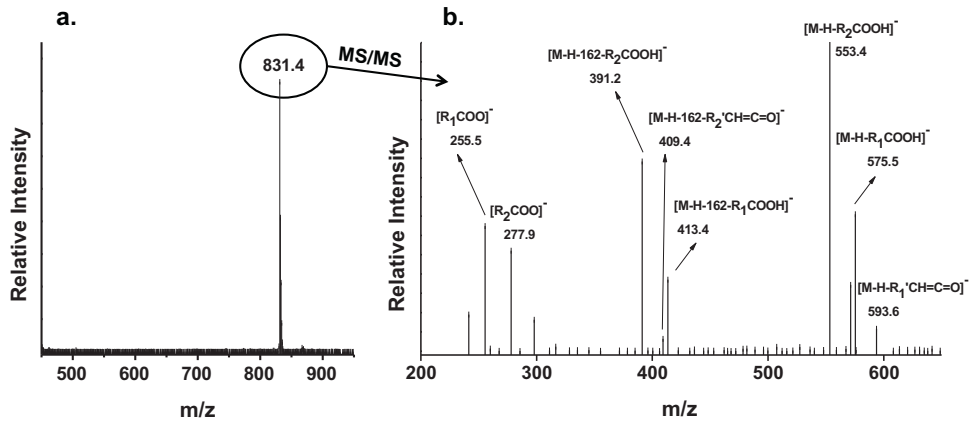 a.
831.4
MS/MS
Relative Intensity
500 600 700 800 900
m/z
b.
[M-H-R2COOH]-
553.4
[M-H-162-R2COOH]-
391.2
[R1COO]-
255.5
[M-H-162-R2'CH=C=O]-
409.4
[M-H-R1COOH]-
575.5
[R2COO]-
277.9
[M-H-162-R1COOH]-
413.4
[M-H-R1'CH=C=O]-
593.6
Relative Intensity
200 300 400 500 600
m/z